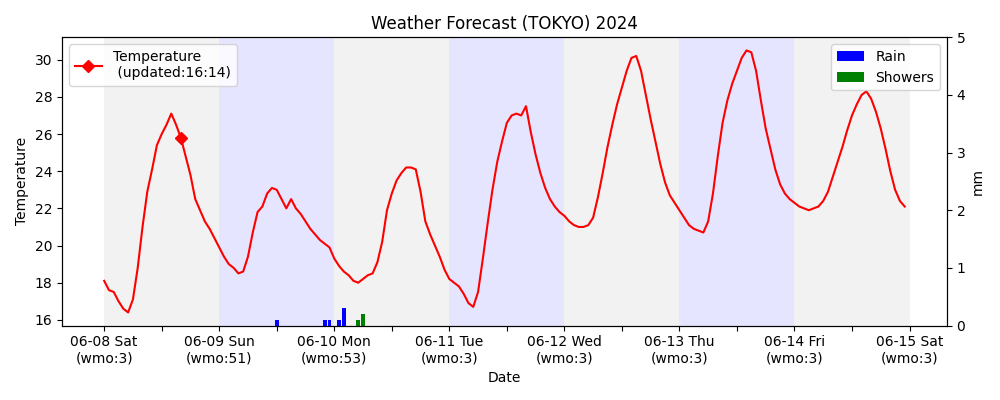 Weather Forecast (TOKYO) 2024
Temperature
(updated:16:14)
Rain
Showers
Temperature
30
28
26
24
22
20
18
16
5
4
3
2
1
0
mm
06-08 Sat
(wmo:3)
06-09 Sun
(wmo:51)
06-10 Mon
(wmo:53)
06-11 Tue
(wmo:3)
06-12 Wed
(wmo:3)
06-13 Thu
(wmo:3)
06-14 Fri
(wmo:3)
06-15 Sat
(wmo:3)
Date